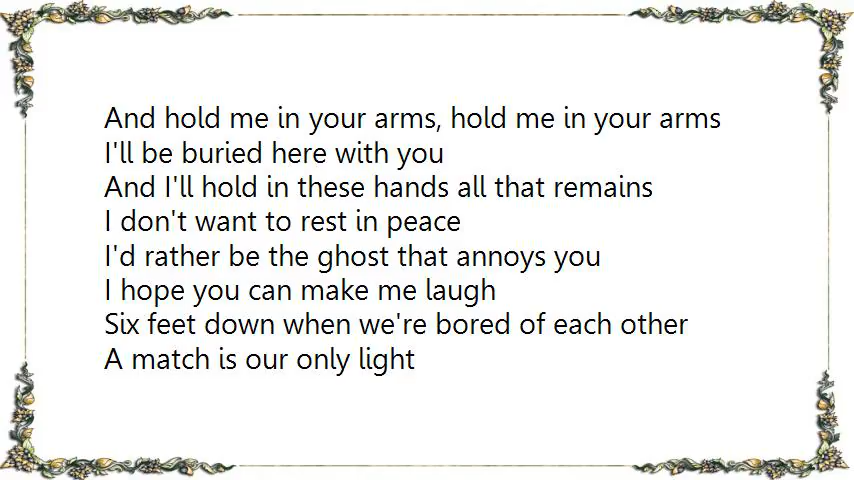 And hold me in your arms, hold me in your arms
I'll be buried here with you
And I'll hold in these hands all that remains
I don't want to rest in peace
I'd rather be the ghost that annoys you
I hope you can make me laugh
Six feet down when we're bored of each other
A match is our only light